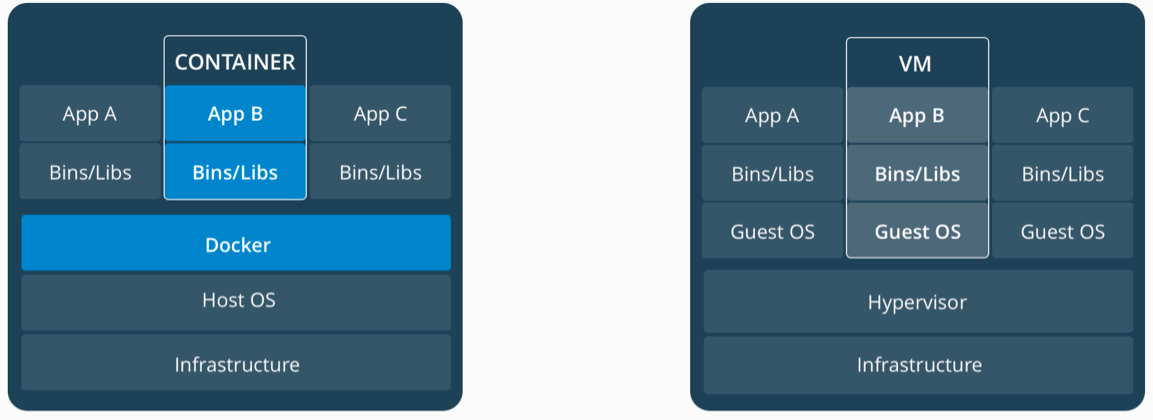 CONTAINER
App A App B App C
Bins/Libs Bins/Libs Bins/Libs
Docker
Host OS
Infrastructure
VM
App A App B App C
Bins/Libs Bins/Libs Bins/Libs
Guest OS Guest OS Guest OS
Hypervisor
Infrastructure